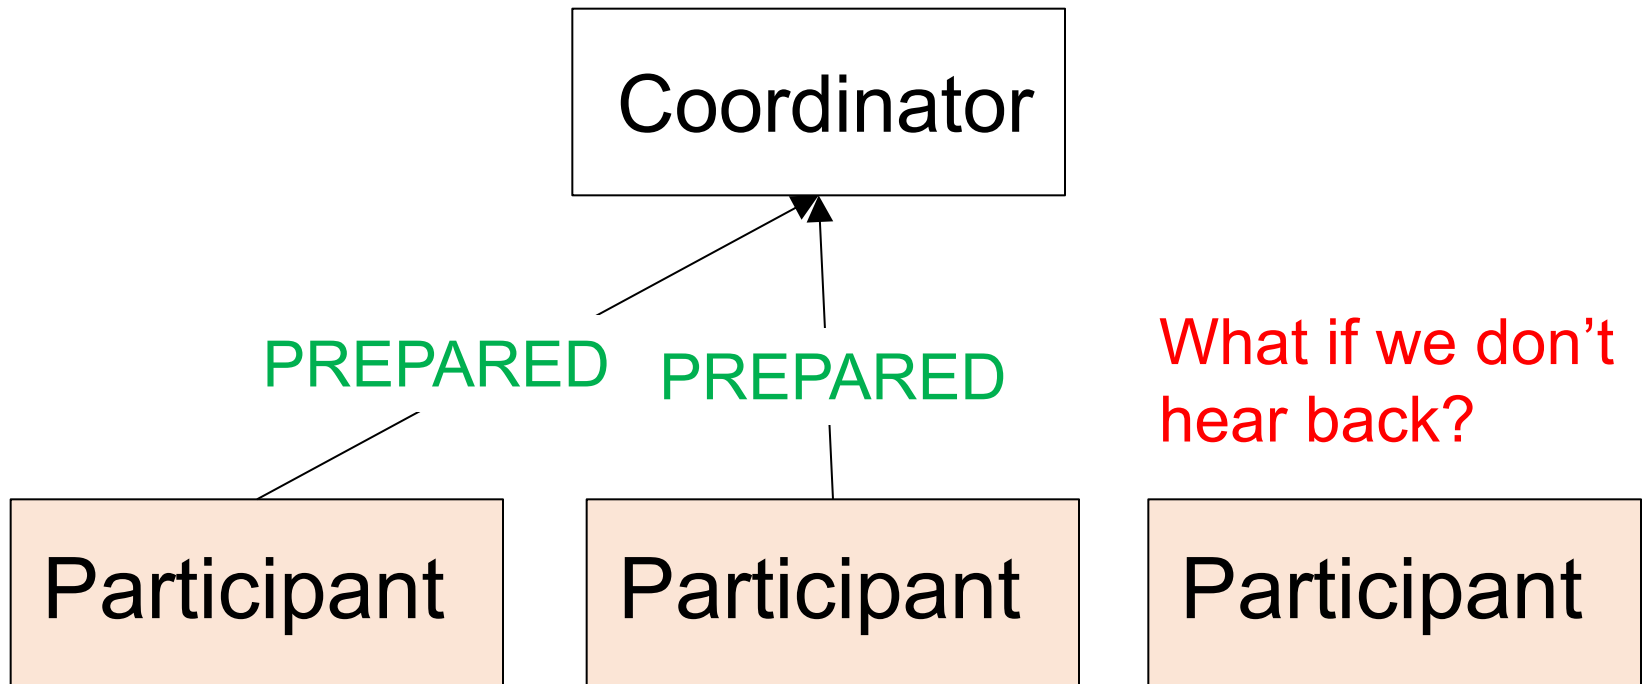 Coordinator
PREPARED
PREPARED
What if we don’t
hear back?
Participant
Participant
Participant